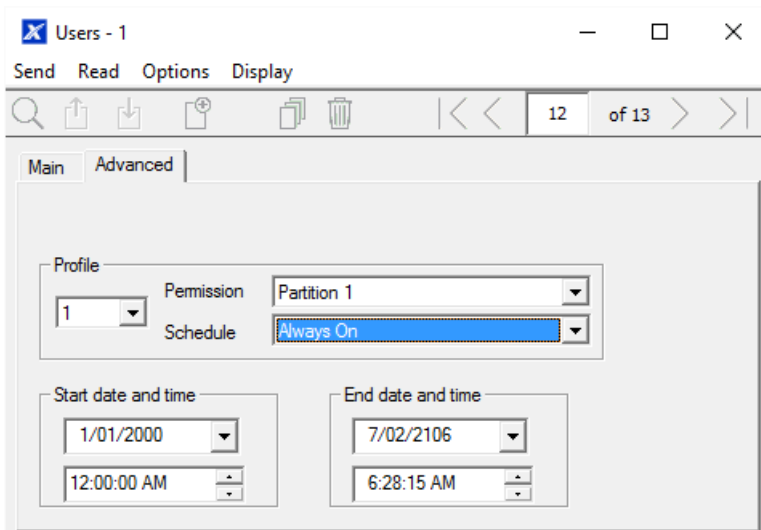 Users - 1
Send Read Options Display
12 of 13
Main Advanced
Profile
1 Permission Partition 1
Schedule Always On
Start date and time End date and time
1/01/2000 7/02/2106
12:00:00 AM 6:28:15 AM